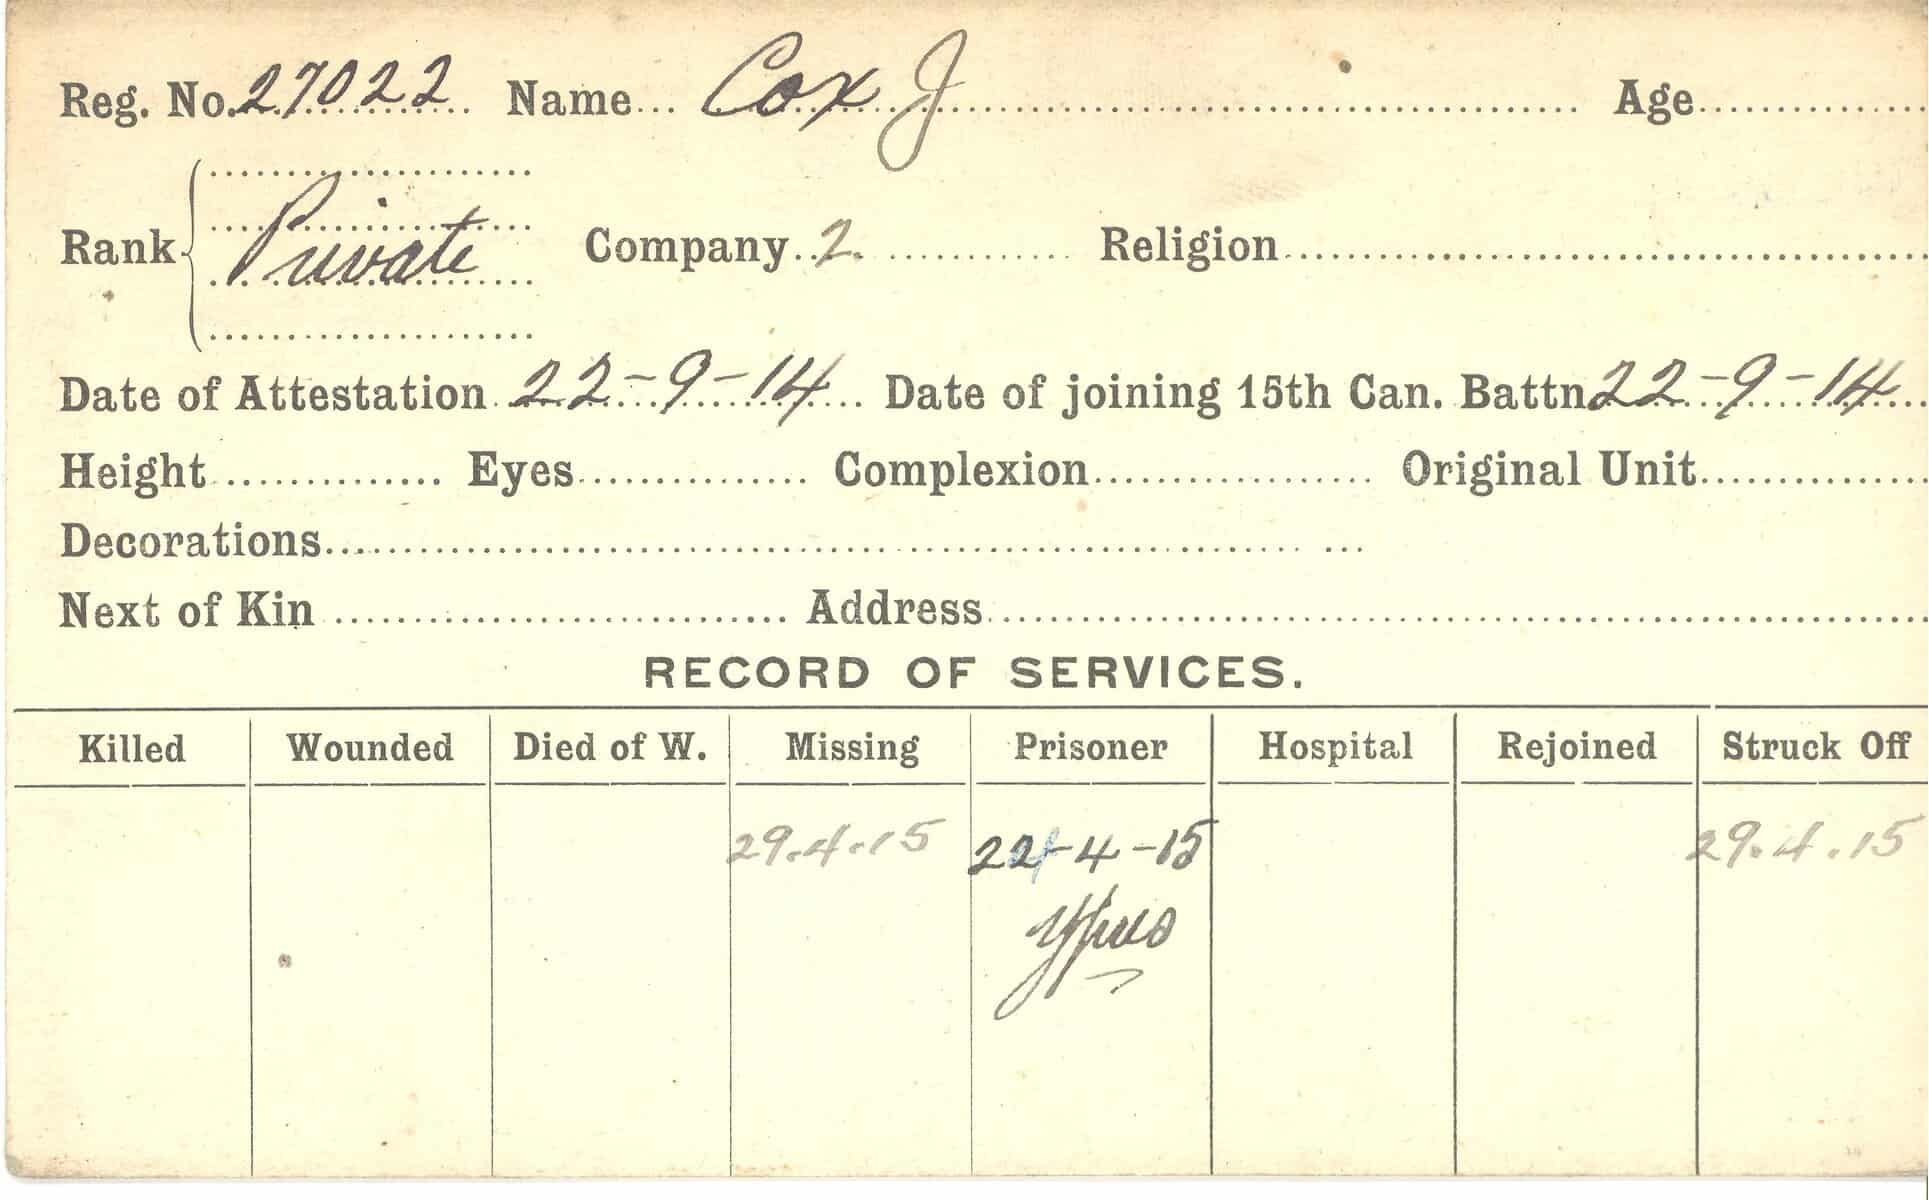 Reg. No. 27022 Name Cox J Age
Private
Rank Company 2. Religion
Date of Attestation 22-9-14 Date of joining 15th Can. Battn 22-9-14
Height Eyes Complexion Original Unit
Decorations
Next of Kin Address
RECORD OF SERVICES.
Killed Wounded Died of W. Missing Prisoner Hospital Rejoined Struck Off
29.4.15 -4-15 29.4.15
Ypres